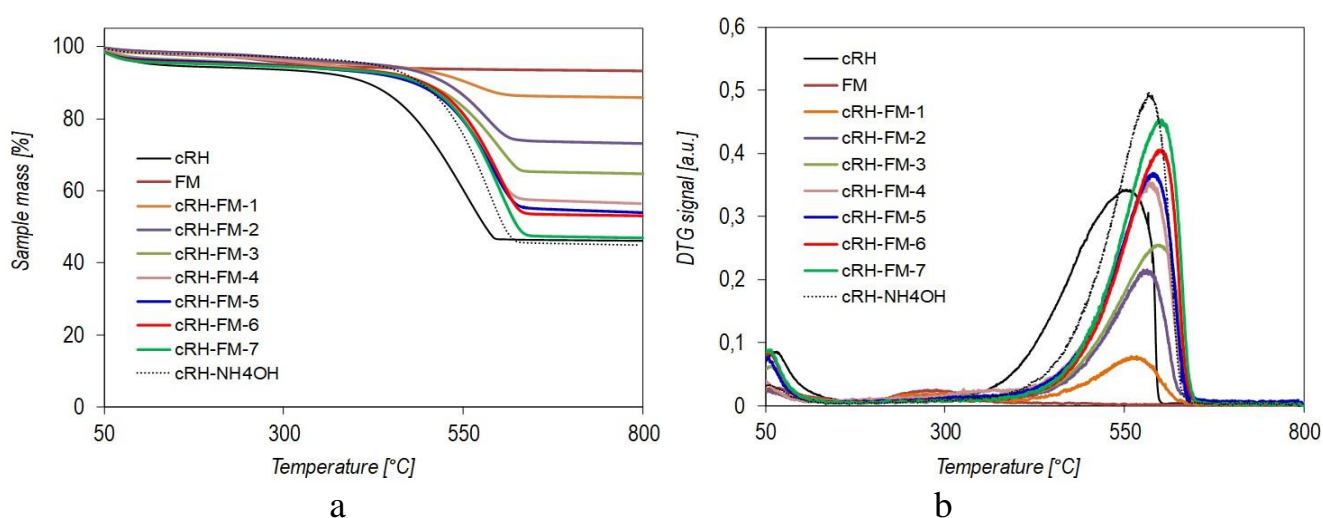 Sample mass [%]
100
80
60
40
20
0
cRH
FM
cRH-FM-1
cRH-FM-2
cRH-FM-3
cRH-FM-4
cRH-FM-5
cRH-FM-6
cRH-FM-7
cRH-NH4OH
50 300 550 800
Temperature [°C]
a
DTG signal [a.u.]
0,6
0,5
0,4
0,3
0,2
0,1
0
cRH
FM
cRH-FM-1
cRH-FM-2
cRH-FM-3
cRH-FM-4
cRH-FM-5
cRH-FM-6
cRH-FM-7
cRH-NH4OH
50 300 550 800
Temperature [°C]
b